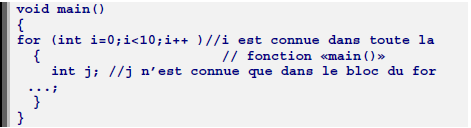 void main()
{
for (int i=0;i<10;i++ )//i est connue dans toute la
{ // fonction «main()»
int j; //j n’est connue que dans le bloc du for
...;
}
}